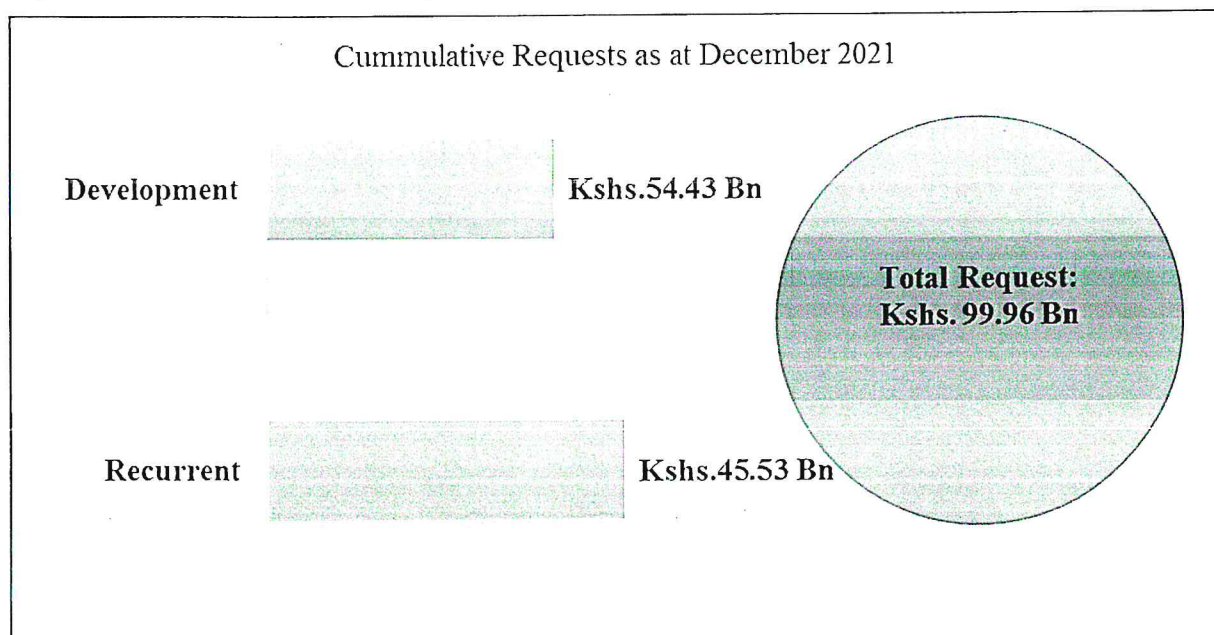 Cummulative Requests as at December 2021
Development
Kshs.54.43 Bn
Total Request:
Kshs. 99.96 Bn
Recurrent
Kshs.45.53 Bn